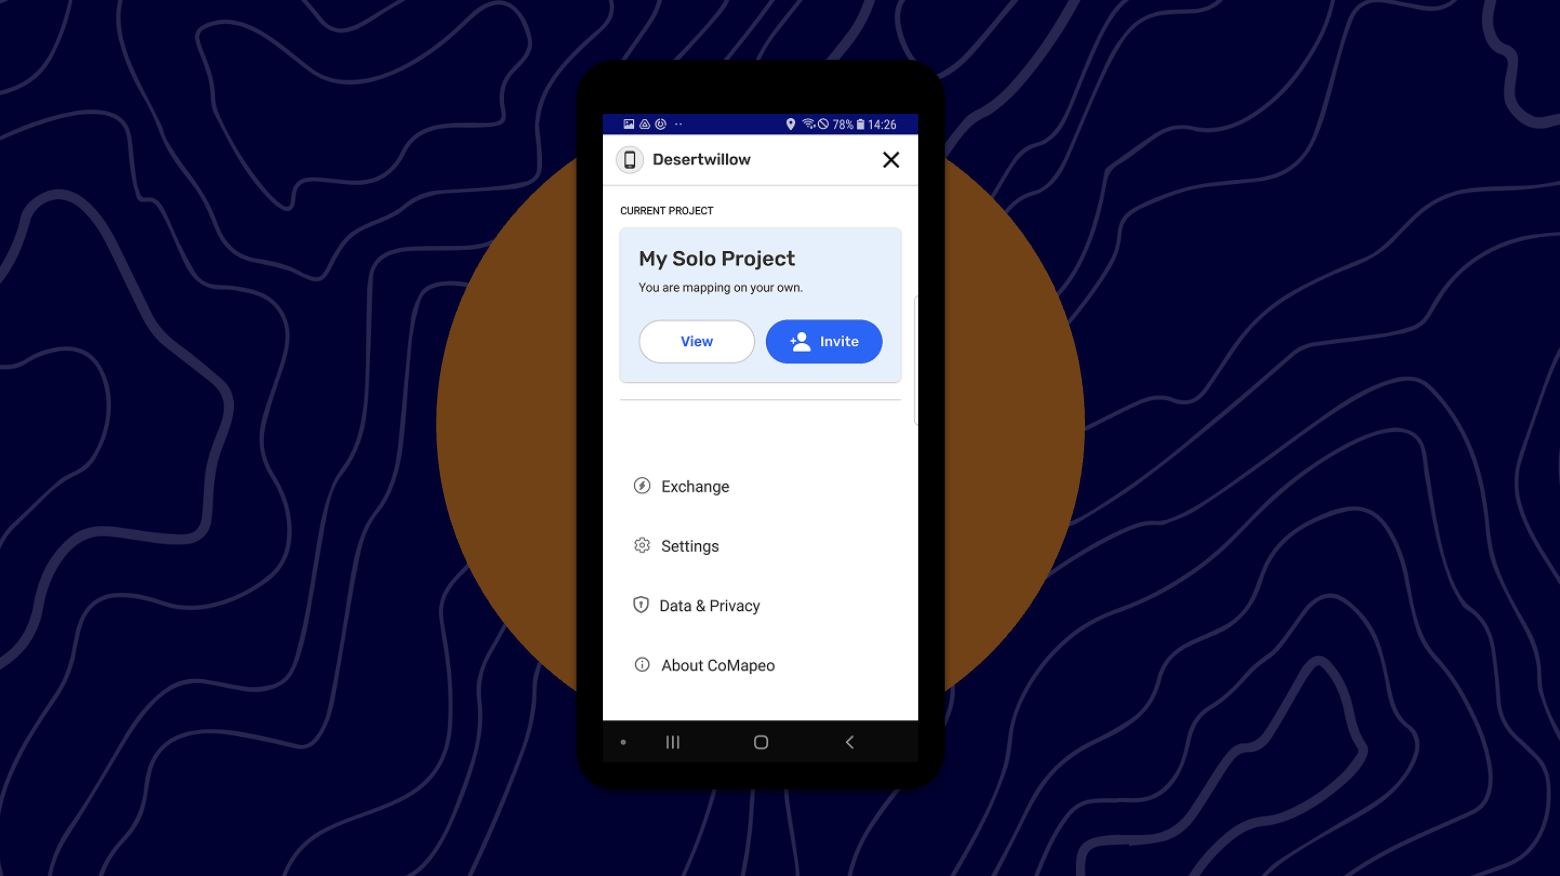 78% 14:26
Desertwillow
CURRENT PROJECT
My Solo Project
You are mapping on your own.
View
Invite
Exchange
Settings
Data & Privacy
About CoMapeo